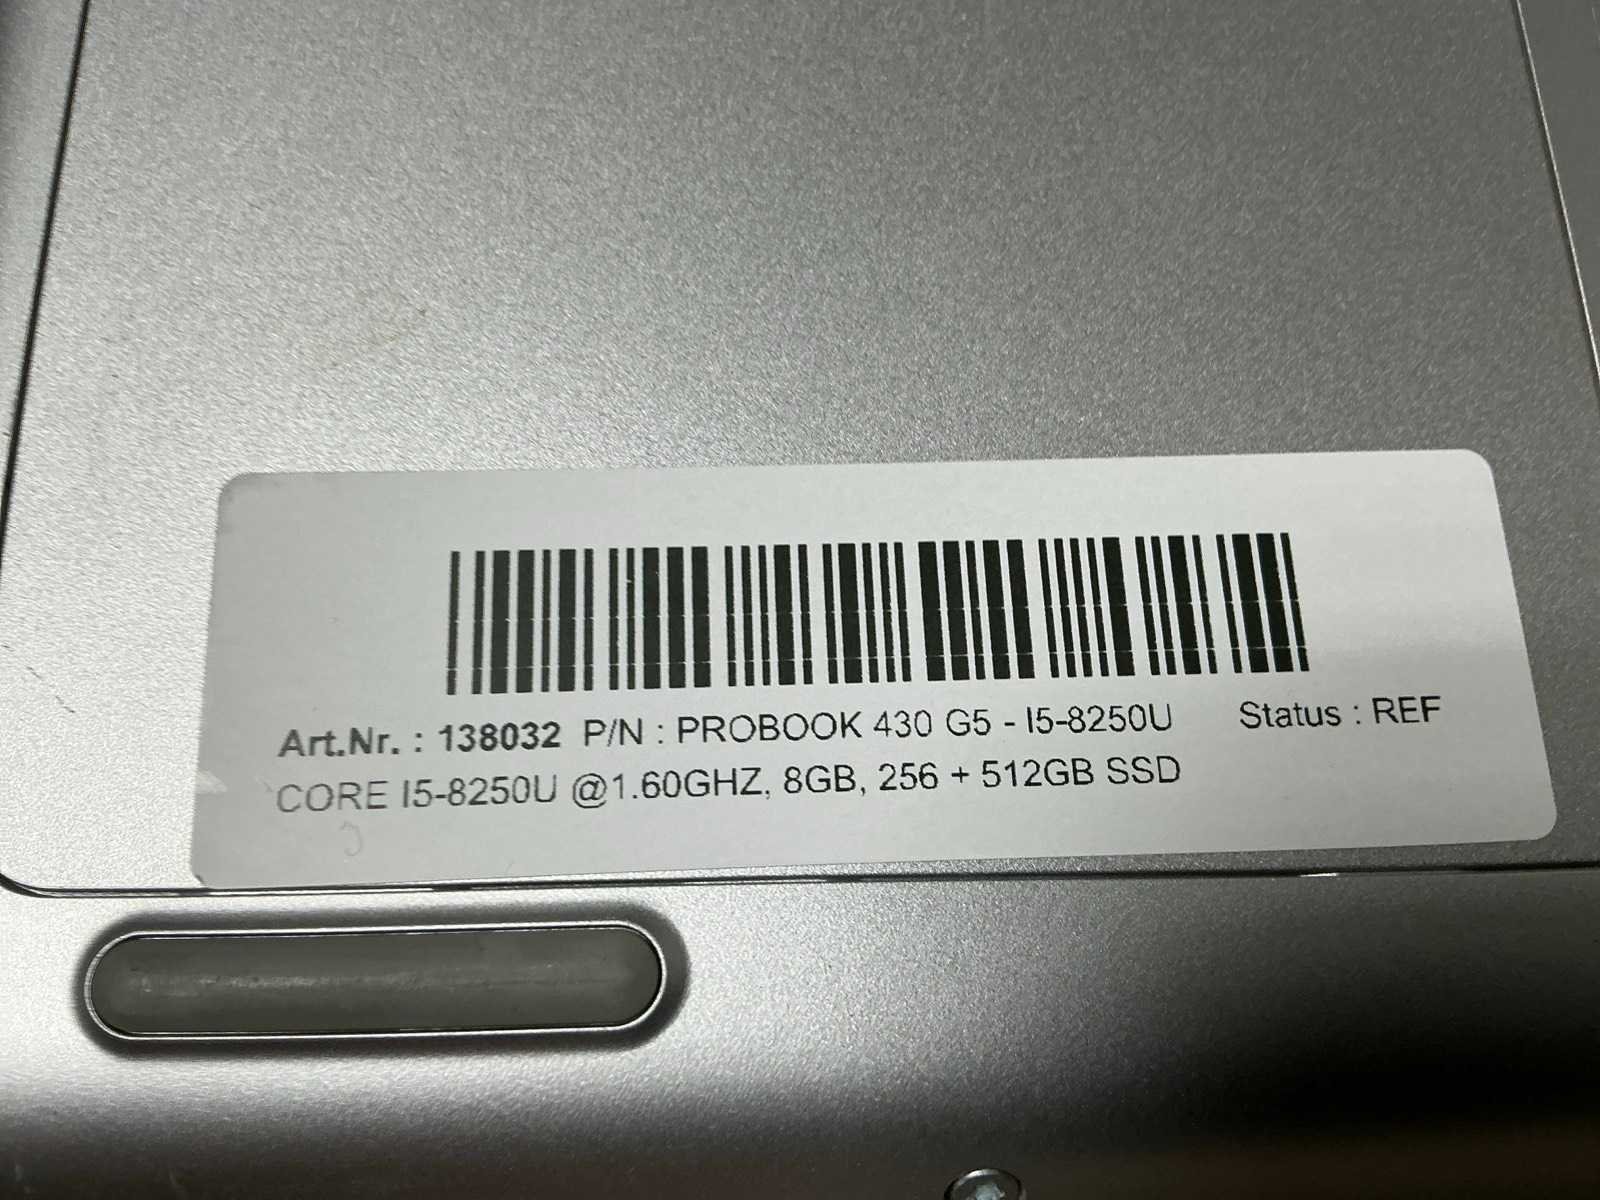 Art.Nr. : 138032 P/N : PROBOOK 430 G5 - I5-8250U Status : REF
CORE I5-8250U @1.60GHZ, 8GB, 256 + 512GB SSD